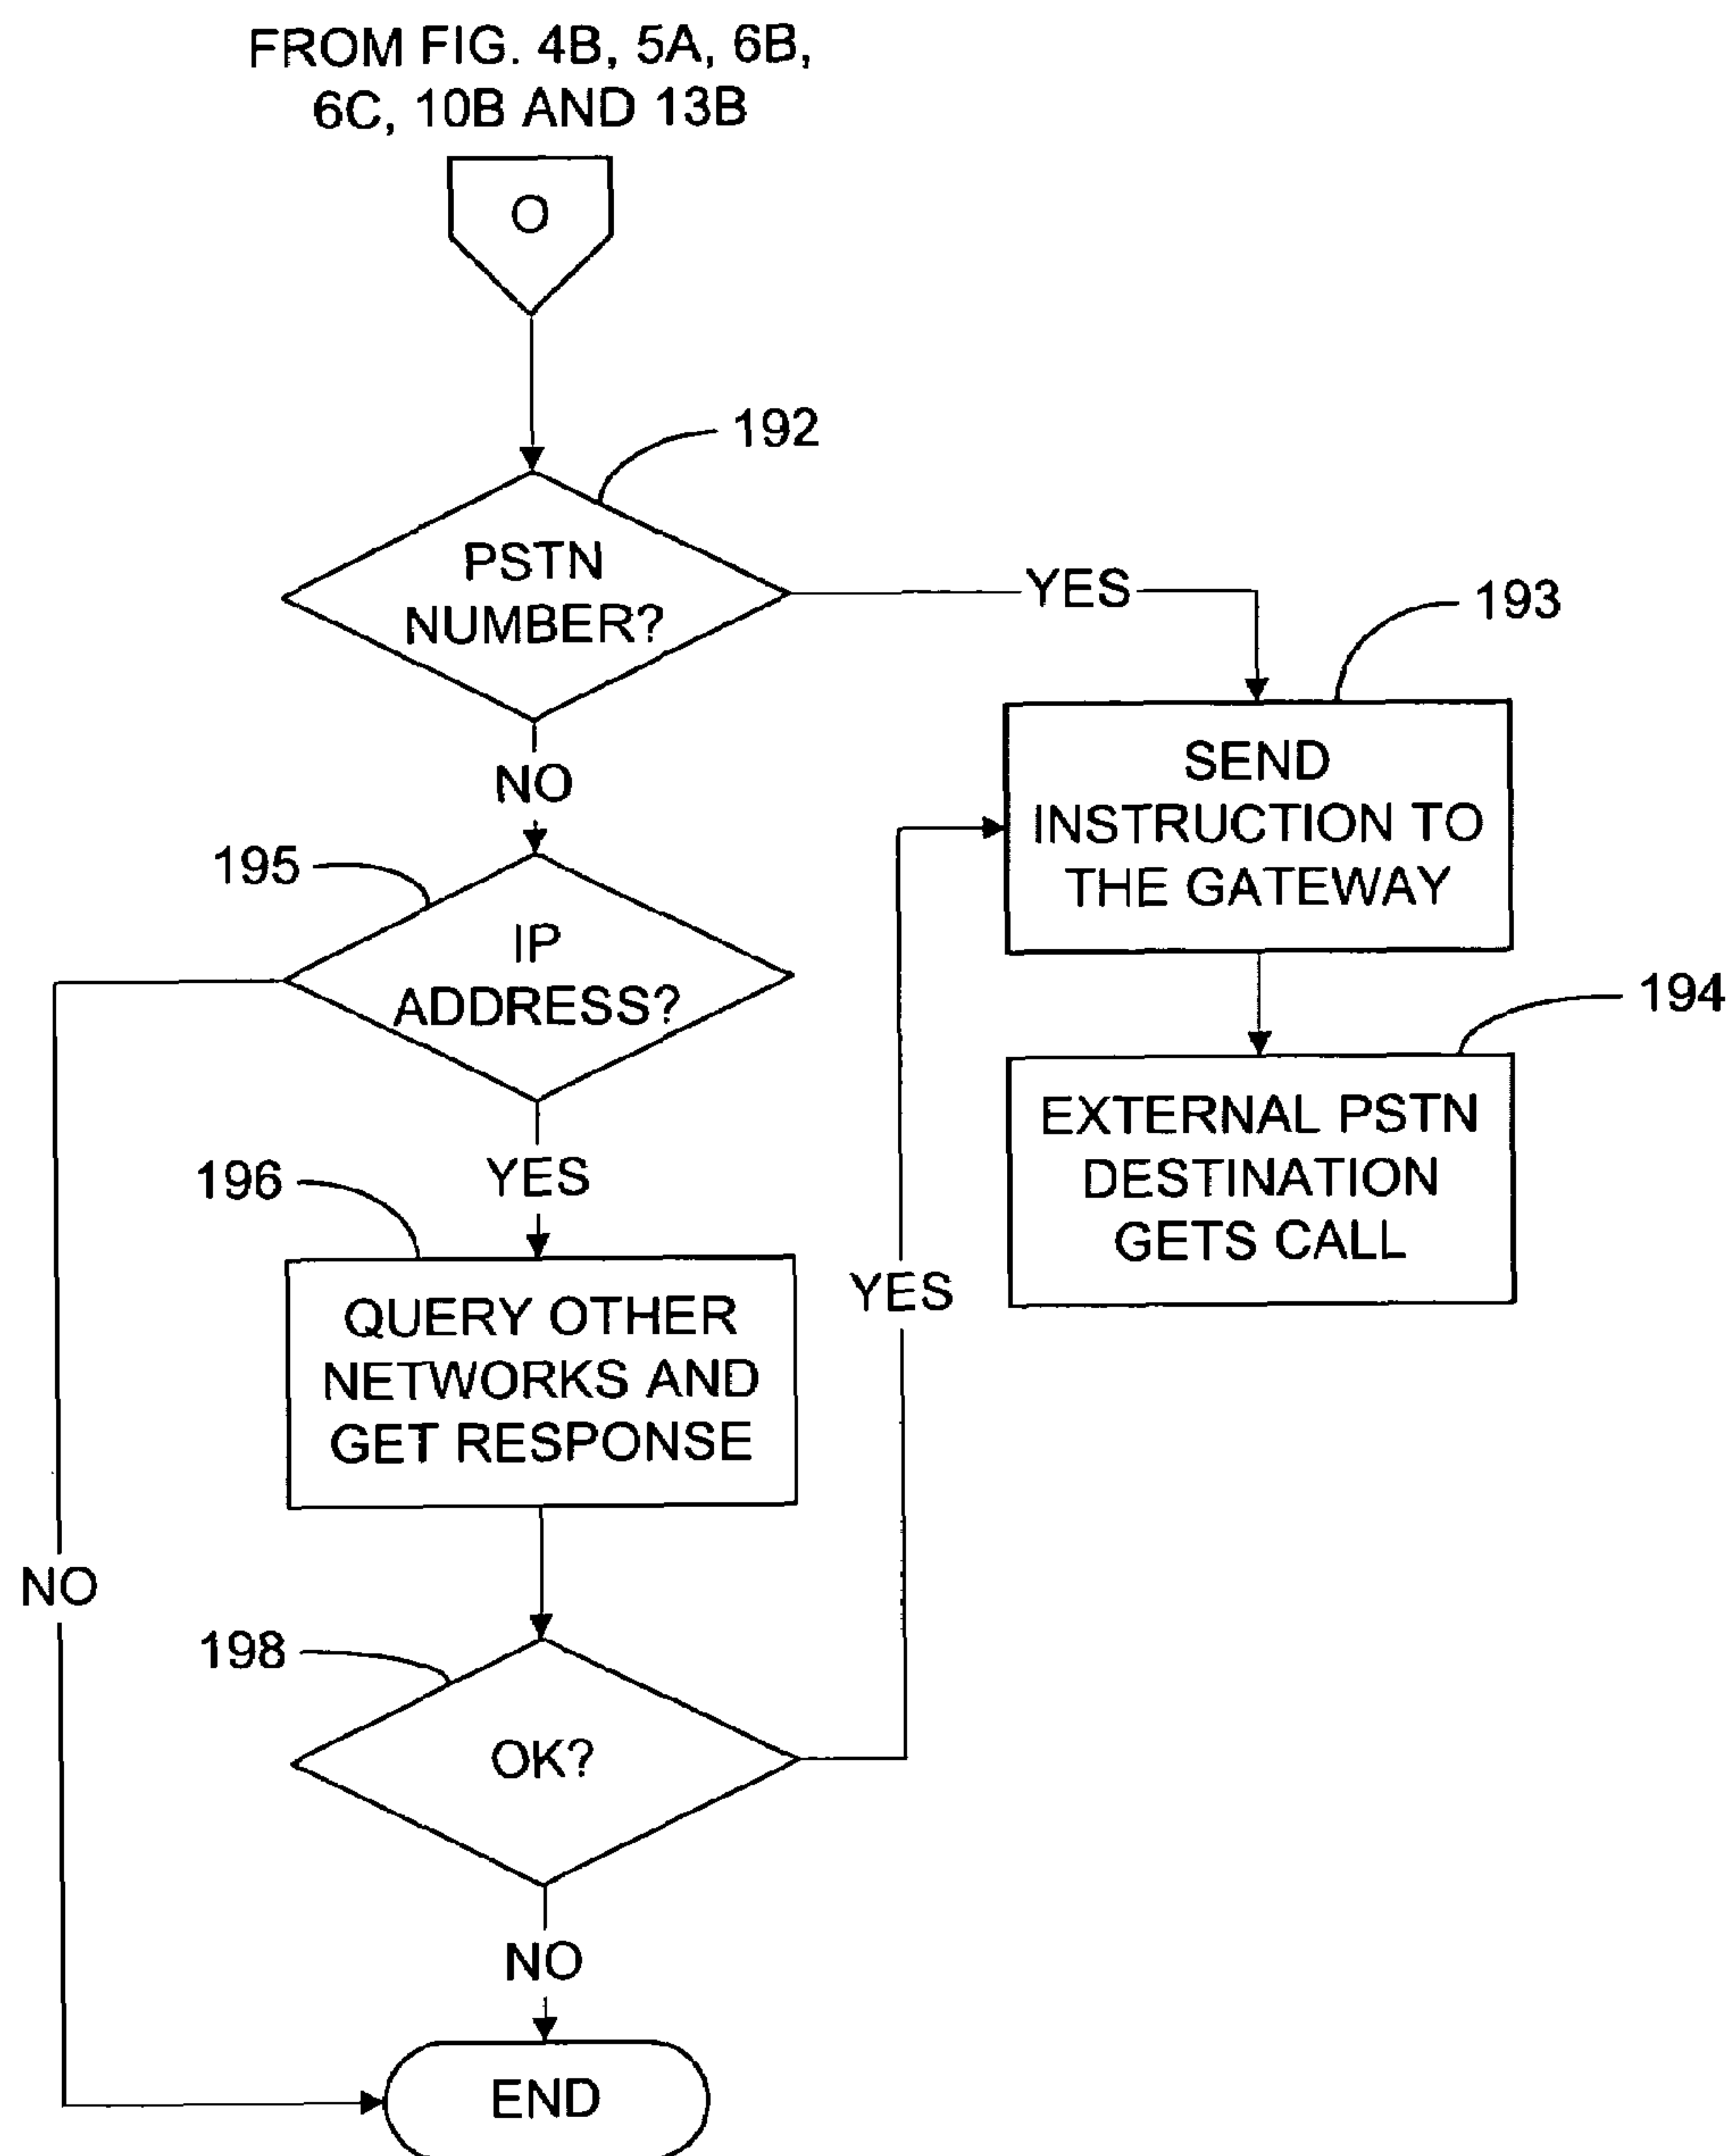 FROM FIG. 4B, 5A, 6B,
6C, 10B AND 13B
O
192
PSTN
NUMBER?
YES
193
SEND
INSTRUCTION TO
THE GATEWAY
NO
195
IP
ADDRESS?
194
EXTERNAL PSTN
DESTINATION
GETS CALL
YES
196
QUERY OTHER
NETWORKS AND
GET RESPONSE
YES
NO
198
OK?
NO
END